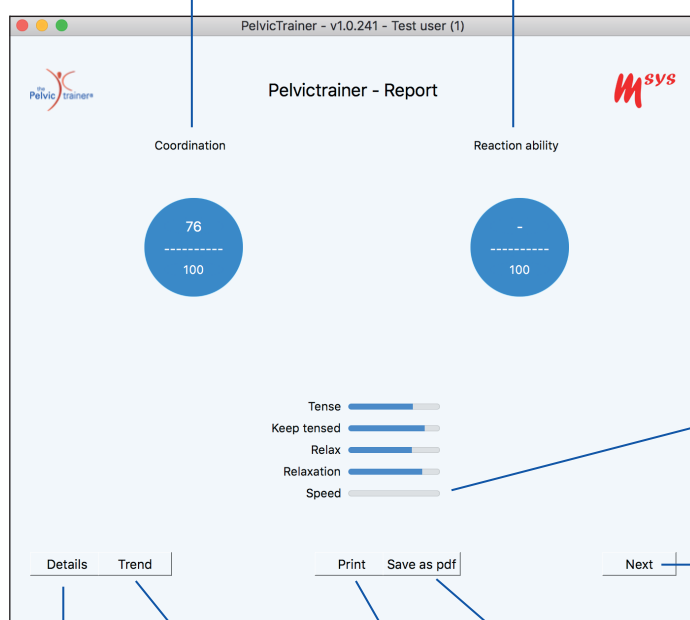 PelvicTrainer - v1.0.241 - Test user (1)
the
Pelvic trainer®
Pelvictrainer - Report
Msys
Coordination
Reaction ability
76
----------
100
-
----------
100
Tense
Keep tensed
Relax
Relaxation
Speed
Details
Trend
Print
Save as pdf
Next